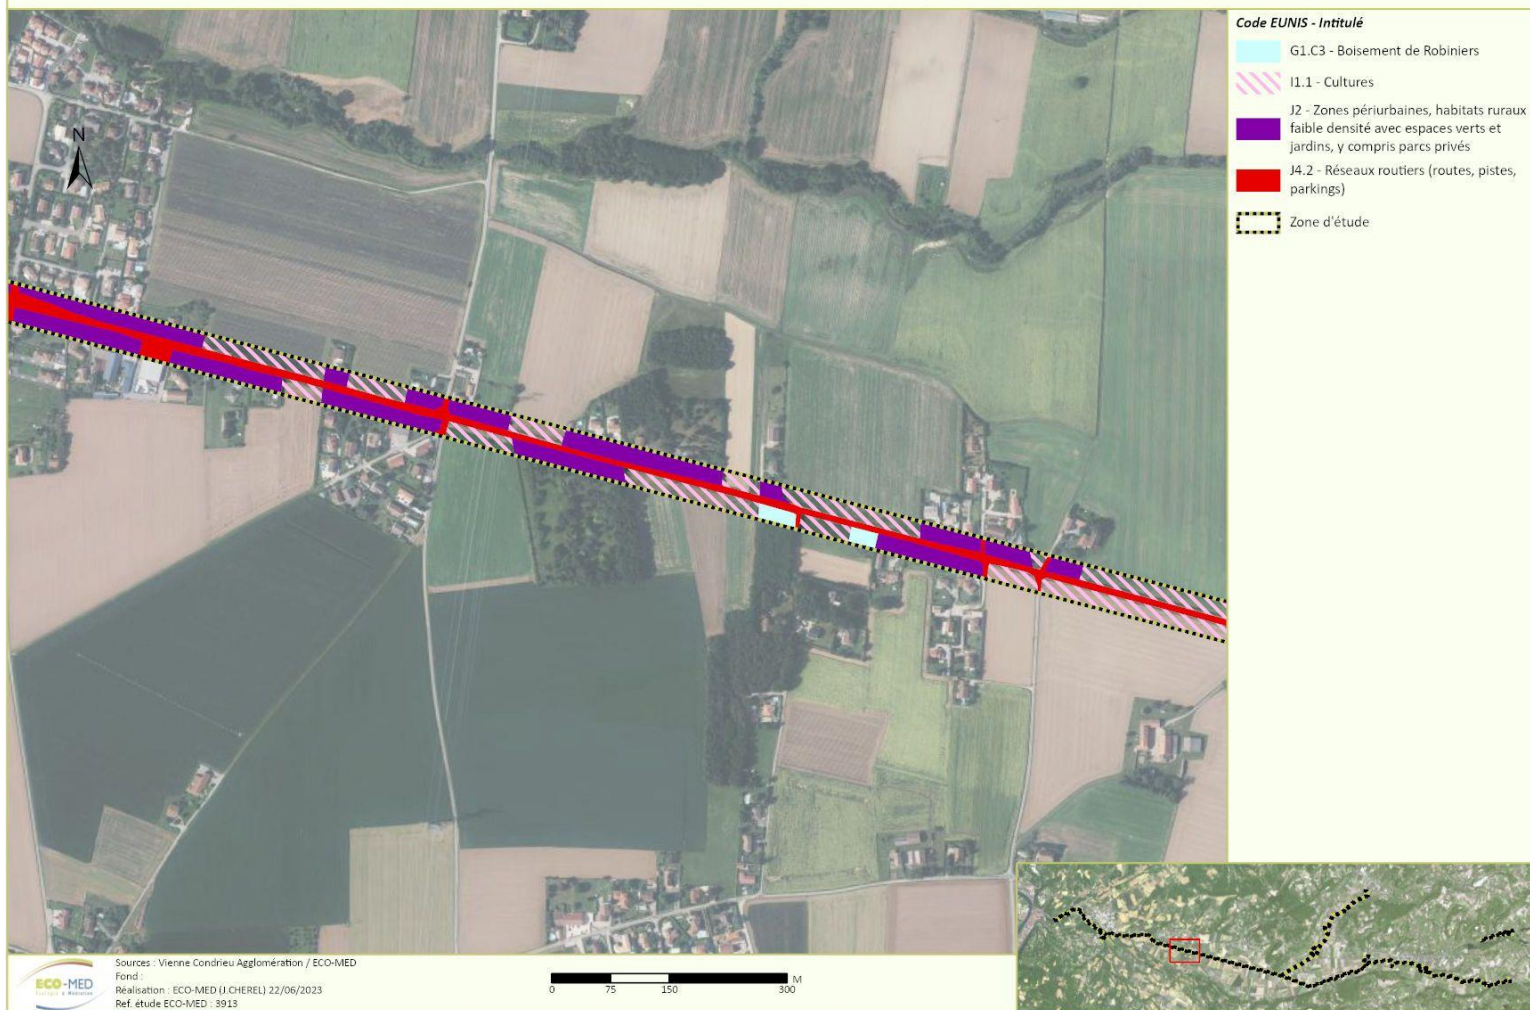 Code EUNIS - Intitulé
G1.C3 - Boisement de Robiniers
I1.1 - Cultures
J2 - Zones périurbaines, habitats ruraux
faible densité avec espaces verts et
jardins, y compris parcs privés
J4.2 - Réseaux routiers (routes, pistes,
parkings)
Zone d'étude
N
ECO-MED
Ecologie & Médiation
Sources : Vienne Condrieu Agglomération / ECO-MED
Fond :
Réalisation : ECO-MED (J.CHEREL) 22/06/2023
Ref. étude ECO-MED : 3913
M
0 75 150 300